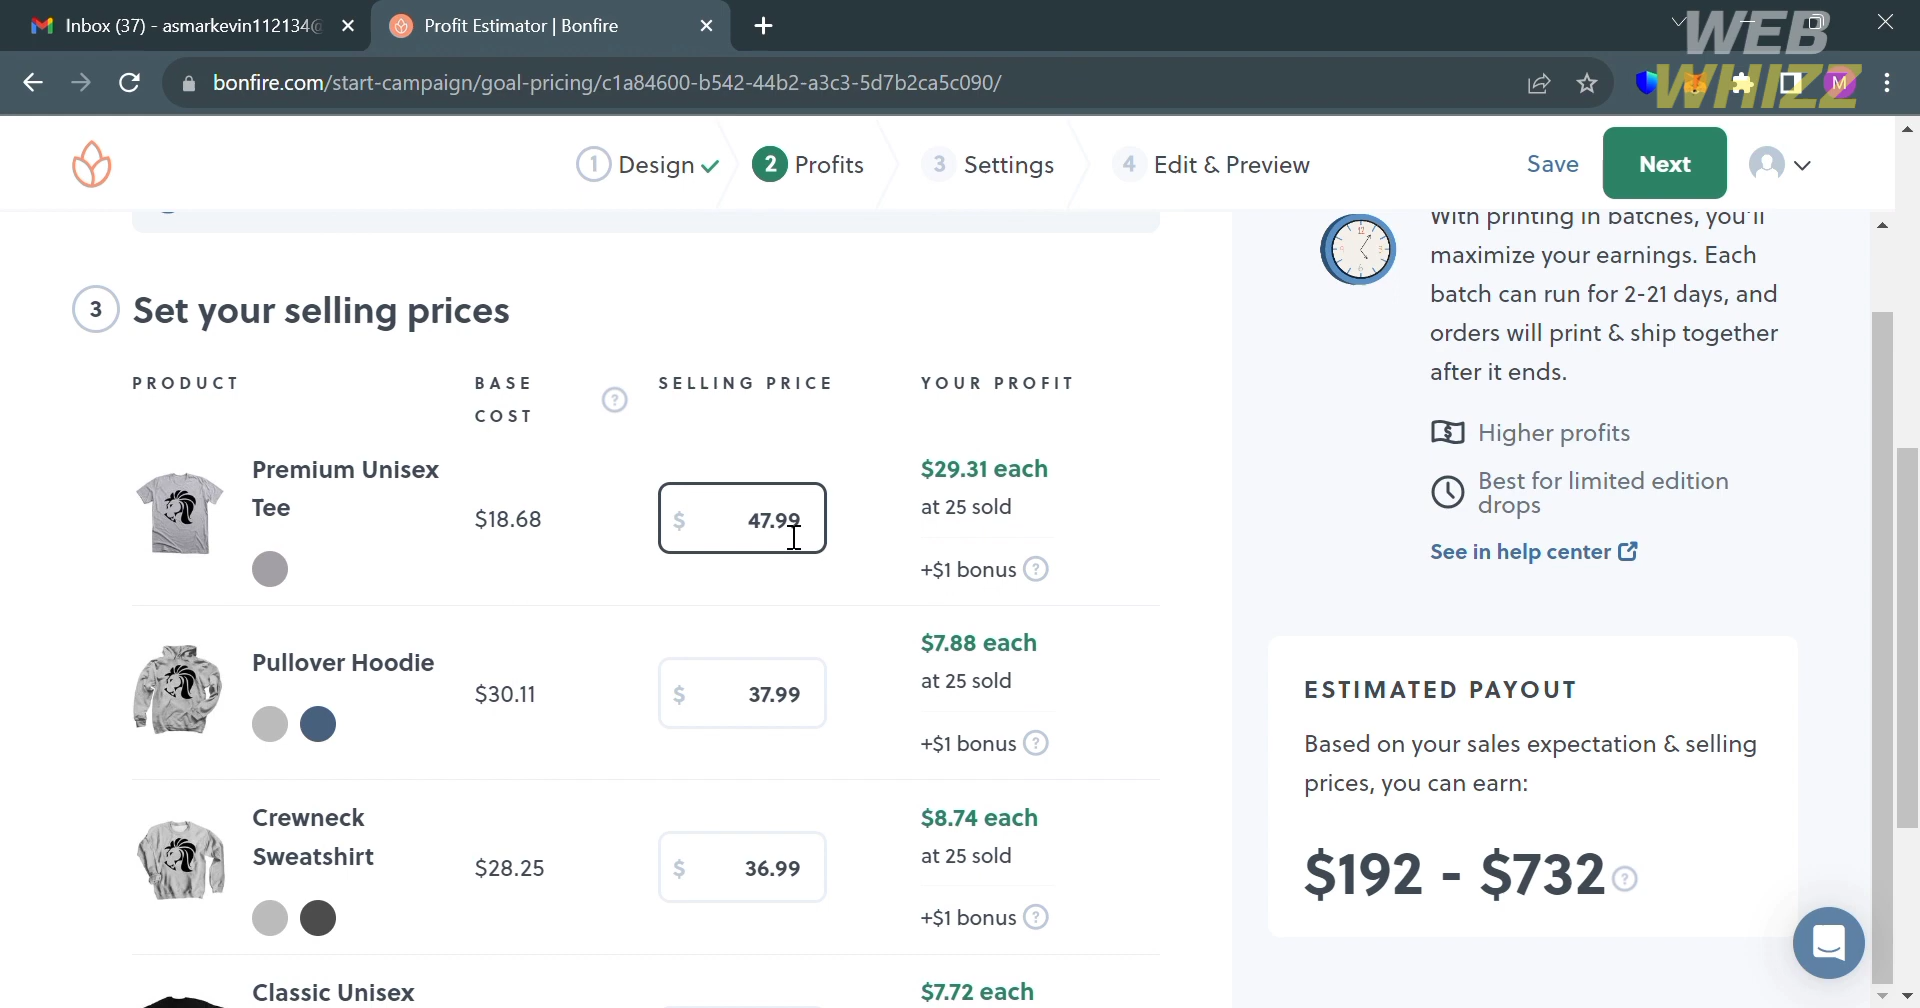 Inbox (37) - asmarkevin112134@
Profit Estimator | Bonfire
WEB
WHIZZ
bonfire.com/start-campaign/goal-pricing/c1a84600-b542-44b2-a3c3-5d7b2ca5c090/
M
1 Design
2 Profits
3 Settings
4 Edit & Preview
Save
Next
With printing in batches, you'll
maximize your earnings. Each
batch can run for 2-21 days, and
orders will print & ship together
after it ends.
Higher profits
Best for limited edition
drops
See in help center
3 Set your selling prices
PRODUCT
BASE
COST
?
SELLING PRICE
YOUR PROFIT
Premium Unisex
Tee
$18.68
$ 47.99
$29.31 each
at 25 sold
+$1 bonus ?
Pullover Hoodie
$30.11
$ 37.99
$7.88 each
at 25 sold
+$1 bonus ?
Crewneck
Sweatshirt
$28.25
$ 36.99
$8.74 each
at 25 sold
+$1 bonus ?
Classic Unisex
$7.72 each
ESTIMATED PAYOUT
Based on your sales expectation & selling
prices, you can earn:
$192 - $732 ?